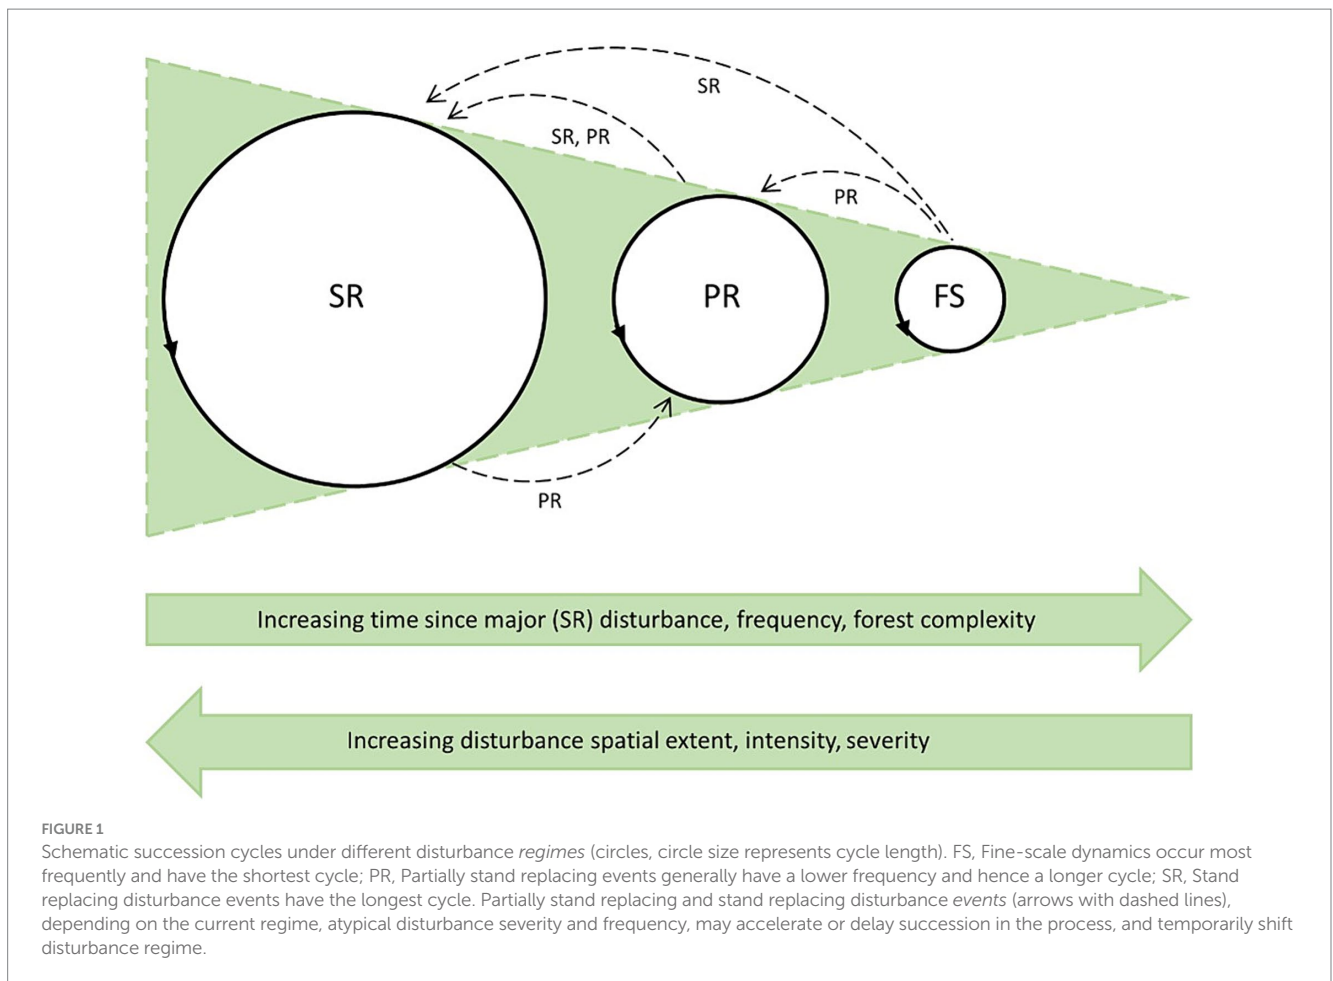 SR
SR, PR
PR
SR
PR
FS
PR
Increasing time since major (SR) disturbance, frequency, forest complexity
Increasing disturbance spatial extent, intensity, severity
FIGURE 1
Schematic succession cycles under different disturbance regimes (circles, circle size represents cycle length). FS, Fine-scale dynamics occur most
frequently and have the shortest cycle; PR, Partially stand replacing events generally have a lower frequency and hence a longer cycle; SR, Stand
replacing disturbance events have the longest cycle. Partially stand replacing and stand replacing disturbance events (arrows with dashed lines),
depending on the current regime, atypical disturbance severity and frequency, may accelerate or delay succession in the process, and temporarily shift
disturbance regime.